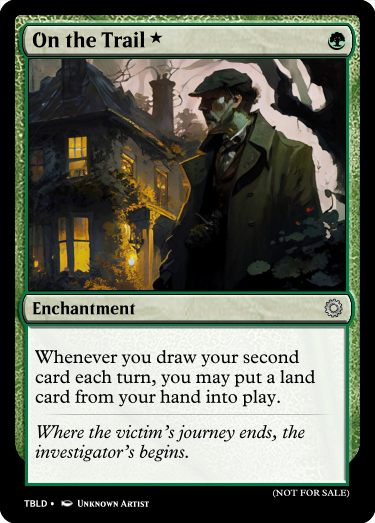 On the Trail ★
Enchantment
Whenever you draw your second
card each turn, you may put a land
card from your hand into play.
Where the victim's journey ends, the
investigator's begins.
(NOT FOR SALE)
TBLD • Unknown Artist